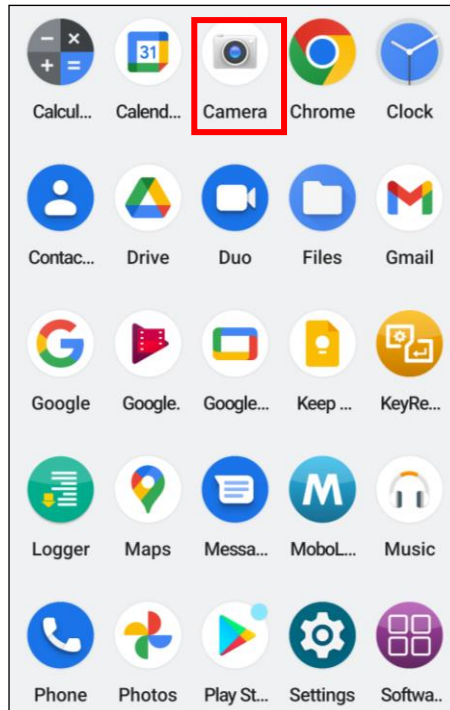 31
Calcul... Calend... Camera Chrome Clock
Contac... Drive Duo Files Gmail
Google Google. Google... Keep ... KeyRe...
M
Logger Maps Messa... MoboL... Music
Phone Photos Play St... Settings Softwa..